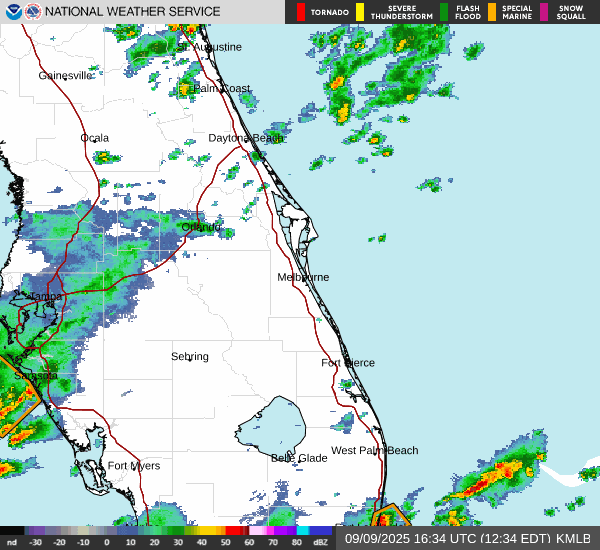 NATIONAL WEATHER SERVICE
TORNADO
SEVERE THUNDERSTORM
FLASH FLOOD
SPECIAL MARINE
SNOW SQUALL
St. Augustine
Gainesville
Palm Coast
Ocala
Daytona Beach
Orlando
Melbourne
Tampa
Sebring
Fort Pierce
Sarasota
West Palm Beach
Belle Glade
Fort Myers
nd -30 -20 -10 0 10 20 30 40 50 60 70 80 dBZ
09/09/2025 16:34 UTC (12:34 EDT) KMLB